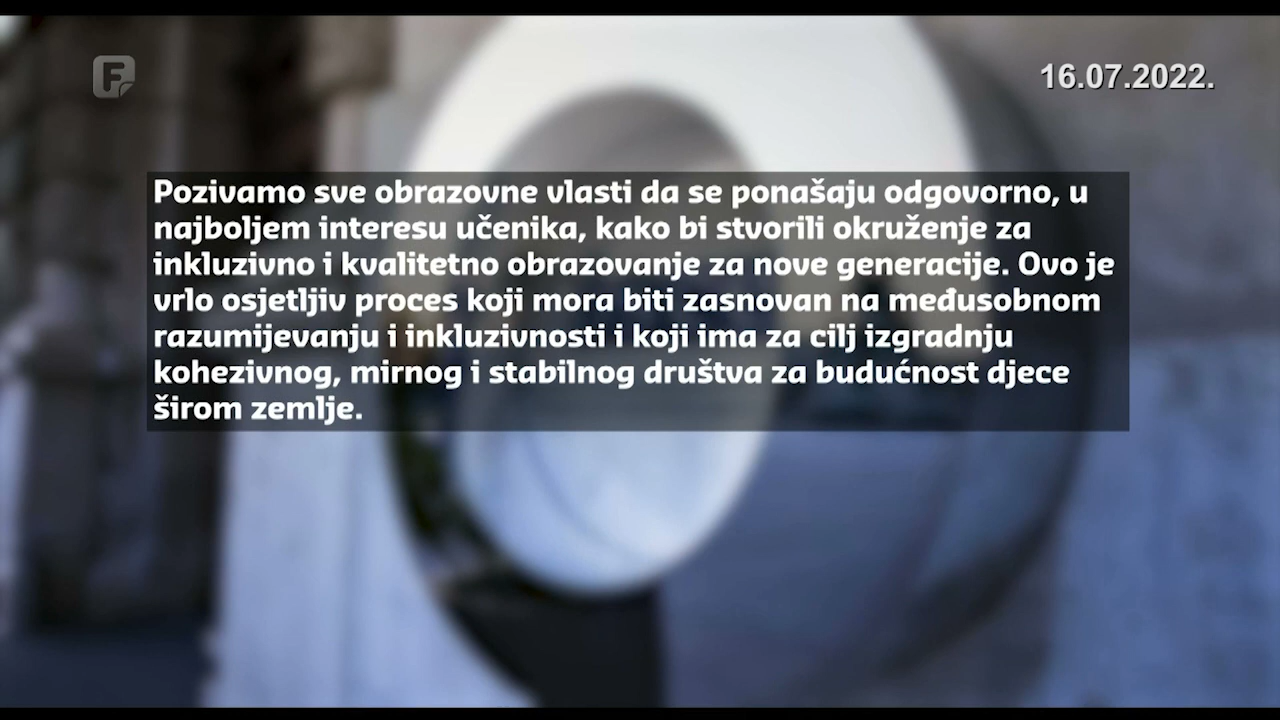 F
16.07.2022.
Pozivamo sve obrazovne vlasti da se ponašaju odgovorno, u
najboljem interesu učenika, kako bi stvorili okruženje za
inkluzivno i kvalitetno obrazovanje za nove generacije. Ovo je
vrlo osjetljiv proces koji mora biti zasnovan na međusobnom
razumijevanju i inkluzivnosti i koji ima za cilj izgradnju
kohezivnog, mirnog i stabilnog društva za budućnost djece
širom zemlje.